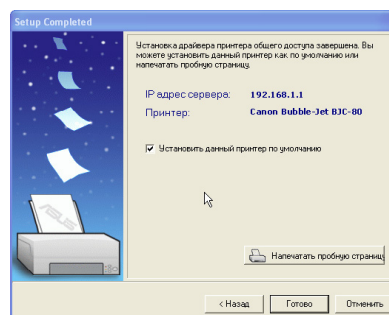 Setup Completed
Установка драйвера принтера общего доступа завершена. Вы
можете установить данный принтер как по умолчанию или
напечатать пробную страницу.
IP адрес сервера: 192.168.1.1
Принтер: Canon Bubble-Jet BJC-80
Установить данный принтер по умолчанию
ASUS
Напечатать пробную страницу
< Назад Готово Отменить